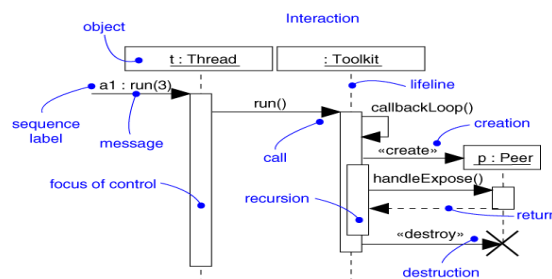 Interaction
object
t : Thread
: Toolkit
lifeline
a1 : run(3)
run()
callbackLoop()
sequence
label
message
call
creation
«create»
p : Peer
focus of control
recursion
handleExpose()
return
«destroy»
destruction